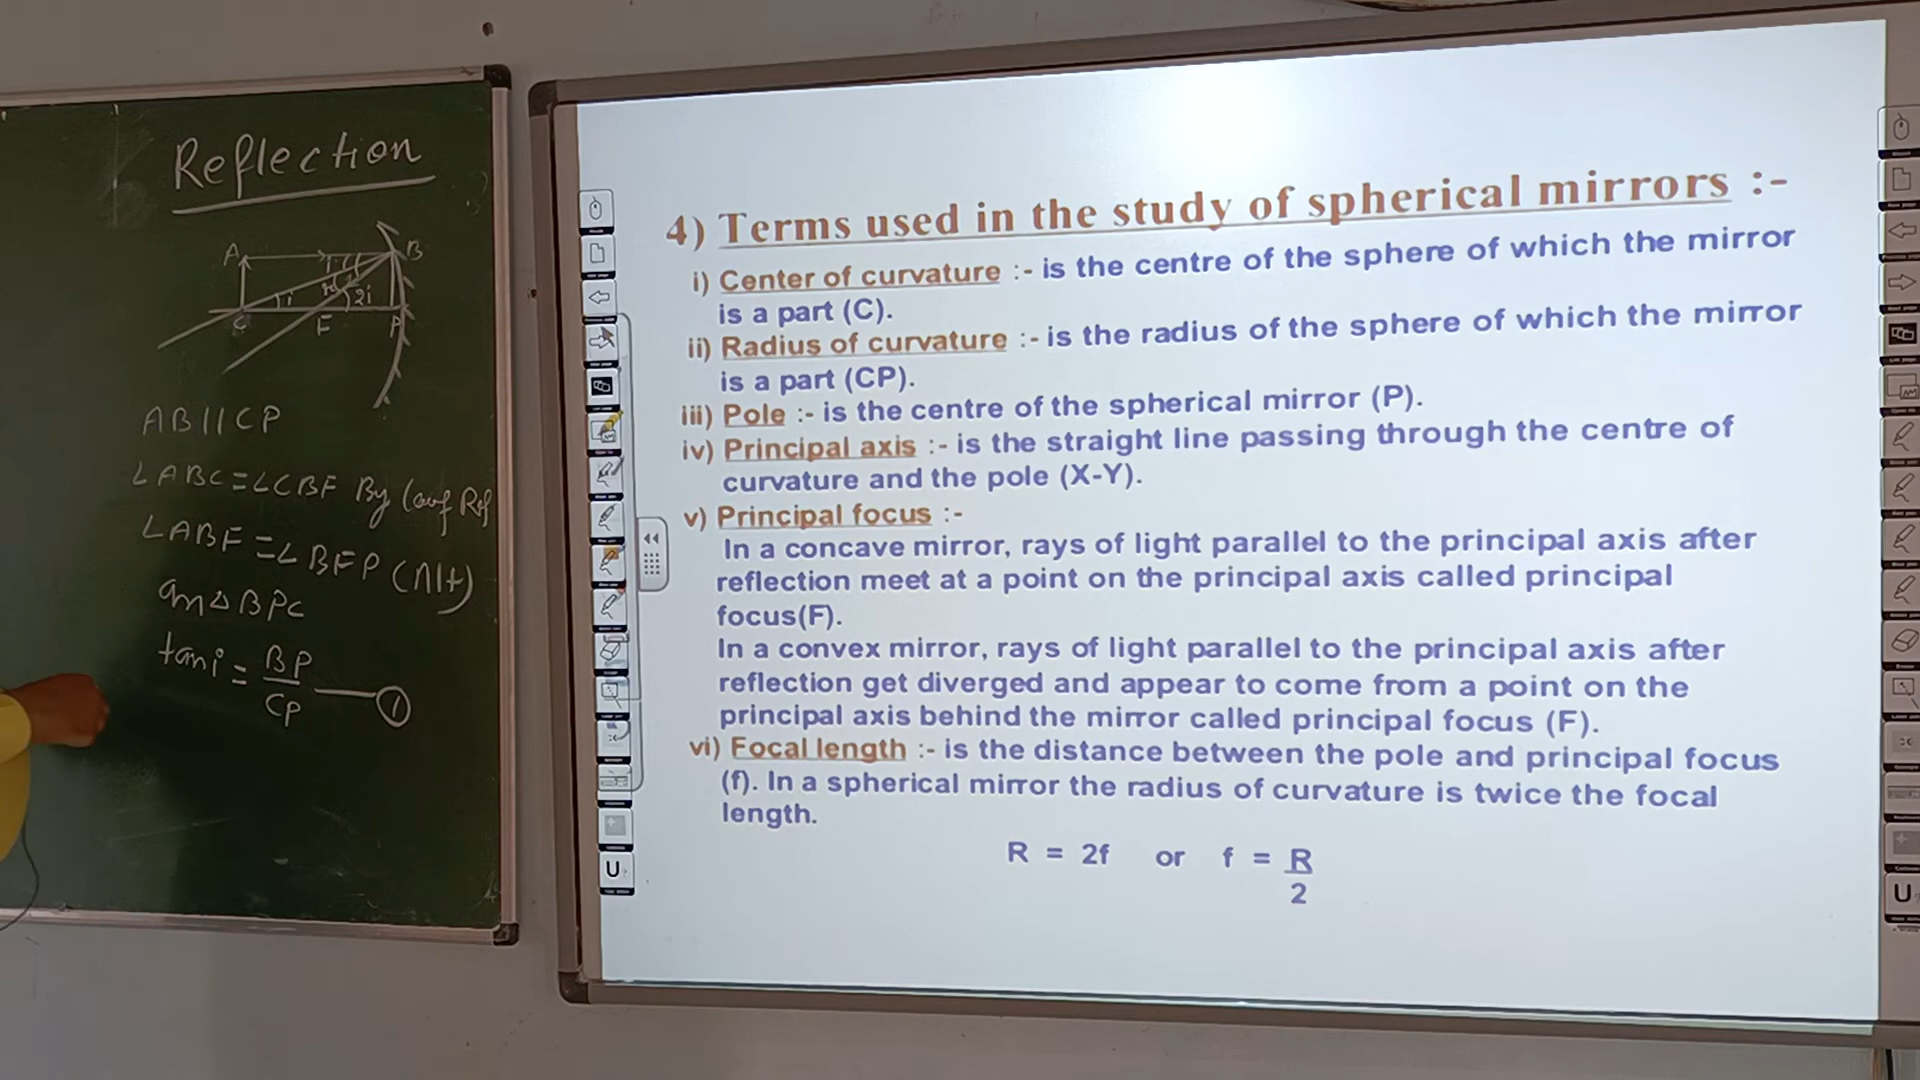 Reflection
A B
i r
i 2i
C F P
AB || CP
∠ABC = ∠CBF By Law of Ref
∠ABF = ∠BFP (Alt)
In △ BPC
tan i = BP / CP — ①
4) Terms used in the study of spherical mirrors :-
i) Center of curvature :- is the centre of the sphere of which the mirror
is a part (C).
ii) Radius of curvature :- is the radius of the sphere of which the mirror
is a part (CP).
iii) Pole :- is the centre of the spherical mirror (P).
iv) Principal axis :- is the straight line passing through the centre of
curvature and the pole (X-Y).
v) Principal focus :-
In a concave mirror, rays of light parallel to the principal axis after
reflection meet at a point on the principal axis called principal
focus(F).
In a convex mirror, rays of light parallel to the principal axis after
reflection get diverged and appear to come from a point on the
principal axis behind the mirror called principal focus (F).
vi) Focal length :- is the distance between the pole and principal focus
(f). In a spherical mirror the radius of curvature is twice the focal
length.
R = 2f or f = R
2
U
U